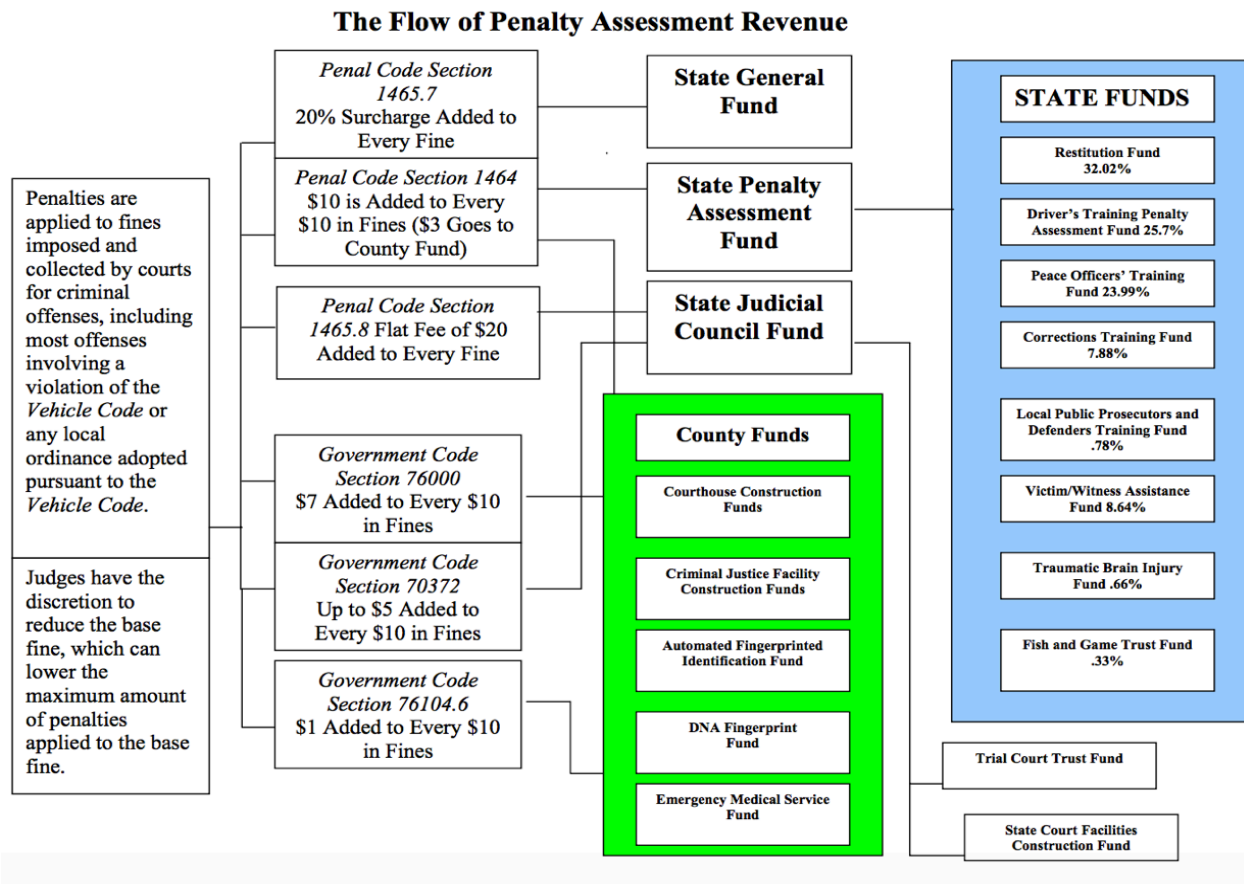 The Flow of Penalty Assessment Revenue
Penalties are
applied to fines
imposed and
collected by courts
for criminal
offenses, including
most offenses
involving a
violation of the
Vehicle Code or
any local
ordinance adopted
pursuant to the
Vehicle Code.
Judges have the
discretion to
reduce the base
fine, which can
lower the
maximum amount
of penalties
applied to the base
fine.
Penal Code Section
1465.7
20% Surcharge Added to
Every Fine
Penal Code Section 1464
$10 is Added to Every
$10 in Fines ($3 Goes to
County Fund)
Penal Code Section
1465.8 Flat Fee of $20
Added to Every Fine
Government Code
Section 76000
$7 Added to Every $10
in Fines
Government Code
Section 70372
Up to $5 Added to
Every $10 in Fines
Government Code
Section 76104.6
$1 Added to Every $10
in Fines
State General
Fund
State Penalty
Assessment
Fund
State Judicial
Council Fund
County Funds
Courthouse Construction
Funds
Criminal Justice Facility
Construction Funds
Automated Fingerprinted
Identification Fund
DNA Fingerprint
Fund
Emergency Medical Service
Fund
STATE FUNDS
Restitution Fund
32.02%
Driver's Training Penalty
Assessment Fund 25.7%
Peace Officers' Training
Fund 23.99%
Corrections Training Fund
7.88%
Local Public Prosecutors and
Defenders Training Fund
.78%
Victim/Witness Assistance
Fund 8.64%
Traumatic Brain Injury
Fund .66%
Fish and Game Trust Fund
.33%
Trial Court Trust Fund
State Court Facilities
Construction Fund